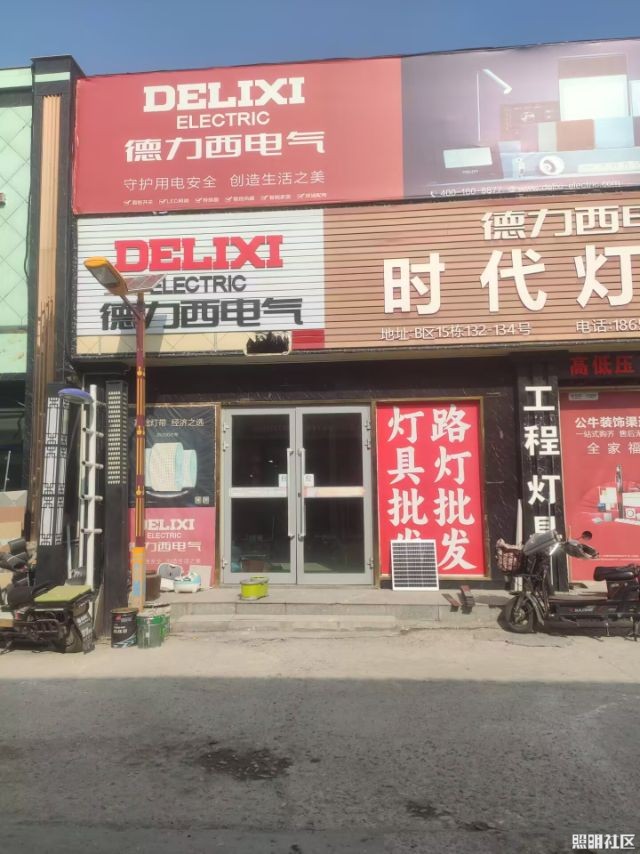 DELIXI
ELECTRIC
德力西电气
守护用电安全 创造生活之美
DELIXI
ELECTRIC
德力西电气
德力西电
时代灯
地址-B区15栋132-134号
电话:186
高低压
经济之选
DELIXI
德力西电气
路灯批发
灯具批发
工程灯具
公牛装饰渠道
一站式购齐
全家福
照明社区